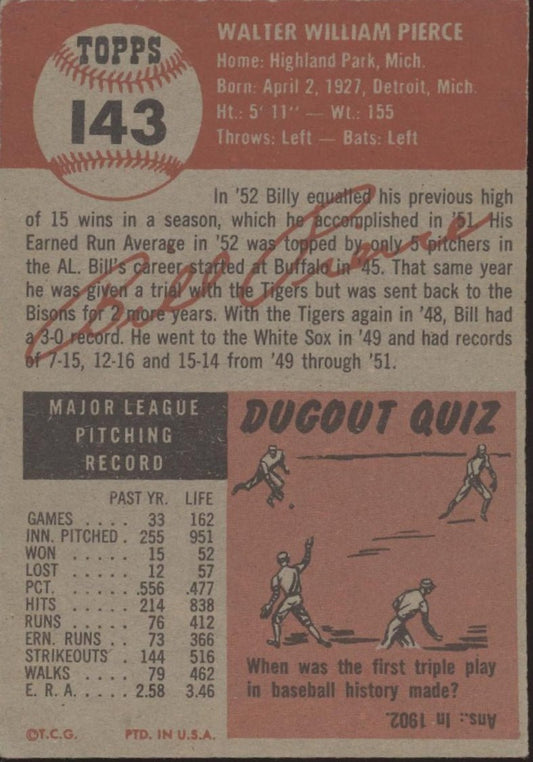 TOPPS
143
WALTER WILLIAM PIERCE
Home: Highland Park, Mich.
Born: April 2, 1927, Detroit, Mich.
Ht.: 5' 11'' — Wt.: 155
Throws: Left — Bats: Left
In '52 Billy equalled his previous high
of 15 wins in a season, which he accomplished in '51. His
Earned Run Average in '52 was topped by only 5 pitchers in
the AL. Bill's career started at Buffalo in '45. That same year
he was given a trial with the Tigers but was sent back to the
Bisons for 2 more years. With the Tigers again in '48, Bill had
a 3-0 record. He went to the White Sox in '49 and had records
of 7-15, 12-16 and 15-14 from '49 through '51.
Bill Pierce
MAJOR LEAGUE
PITCHING
RECORD
PAST YR. LIFE
GAMES . . . . 33 162
INN. PITCHED . 255 951
WON . . . . . 15 52
LOST . . . . 12 57
PCT. . . . . .556 .477
HITS . . . . 214 838
RUNS . . . . 76 412
ERN. RUNS . . 73 366
STRIKEOUTS . 144 516
WALKS . . . . 79 462
E. R. A. . . . . 2.58 3.46
©T.C.G. PTD. IN U.S.A.
DUGOUT QUIZ
When was the first triple play
in baseball history made?
Ans.: In 1902.